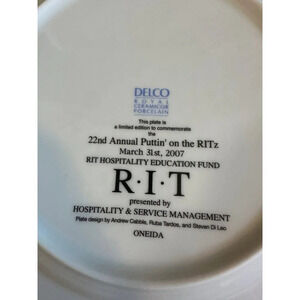 DELCO
ROYAL
CERAMICOR
PORCELAIN
This plate is
a limited edition to commemorate
the
22nd Annual Puttin' on the RITz
March 31st, 2007
RIT HOSPITALITY EDUCATION FUND
R·I·T
presented by
HOSPITALITY & SERVICE MANAGEMENT
Plate design by Andrew Cabble, Ruba Tardos, and Steven Di Leo
ONEIDA